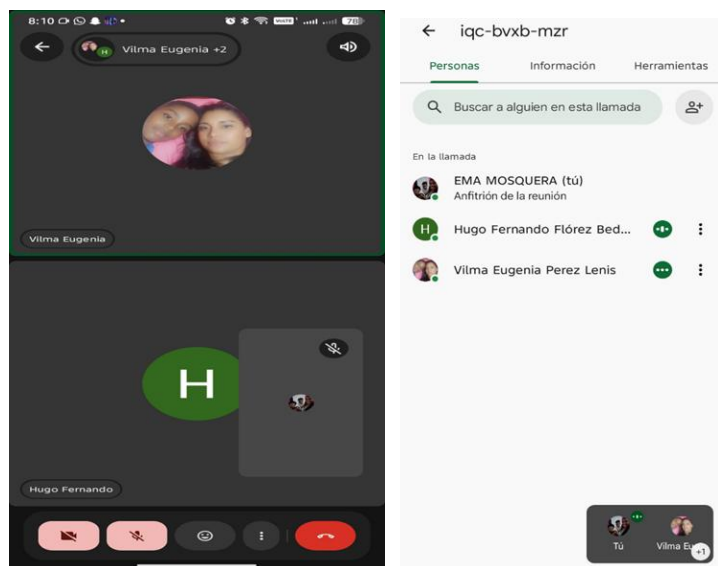 8:10
78
Vilma Eugenia +2
H
Vilma Eugenia
H
Hugo Fernando
iqc-bvxb-mzr
Personas Información Herramientas
Buscar a alguien en esta llamada
En la llamada
EMA MOSQUERA (tú)
Anfitrión de la reunión
H Hugo Fernando Flórez Bed...
Vilma Eugenia Perez Lenis
Tú Vilma Eu
+1